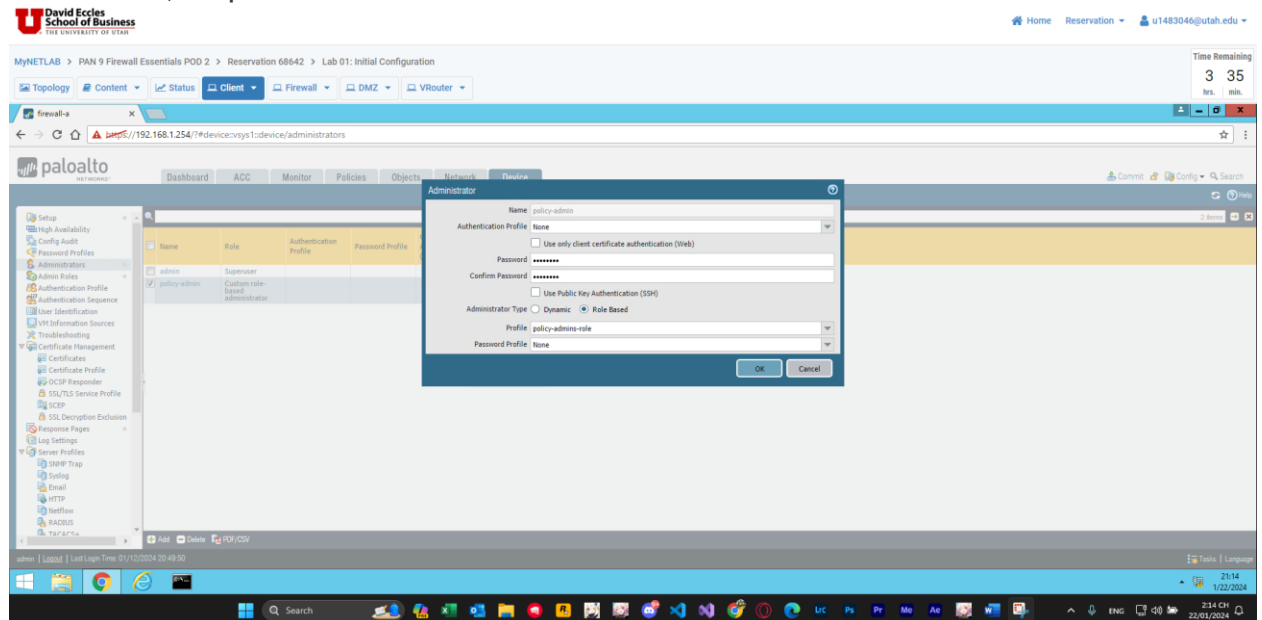 David Eccles
School of Business
THE UNIVERSITY OF UTAH
Home Reservation u1483046@utah.edu
MyNETLAB > PAN 9 Firewall Essentials POD 2 > Reservation 68642 > Lab 01: Initial Configuration
Time Remaining
3 35
hrs. min.
Topology Content Status Client Firewall DMZ VRouter
firewall-a
https://192.168.1.254/?#device::vsys1::device/administrators
paloalto
NETWORKS
Dashboard ACC Monitor Policies Objects Network Device
Commit Config Search
Help
2 items
Setup
High Availability
Config Audit
Password Profiles
Administrators
Admin Roles
Authentication Profile
Authentication Sequence
User Identification
VM Information Sources
Troubleshooting
Certificate Management
Certificates
Certificate Profile
OCSP Responder
SSL/TLS Service Profile
SCEP
SSL Decryption Exclusion
Response Pages
Log Settings
Server Profiles
SNMP Trap
Syslog
Email
HTTP
Netflow
RADIUS
TACACS+
Name Role Authentication Profile Password Profile
admin Superuser
policy-admin Custom role-based administrator
Administrator
Name policy-admin
Authentication Profile None
Use only client certificate authentication (Web)
Password ••••••••
Confirm Password ••••••••
Use Public Key Authentication (SSH)
Administrator Type Dynamic Role Based
Profile policy-admins-role
Password Profile None
OK Cancel
Add Delete PDF/CSV
admin | Logout | Last Login Time: 01/12/2024 20:49:50
Tasks | Language
21:14
1/22/2024
Search
Lrc Ps Pr Me Ae
ENG
2:14 CH
22/01/2024